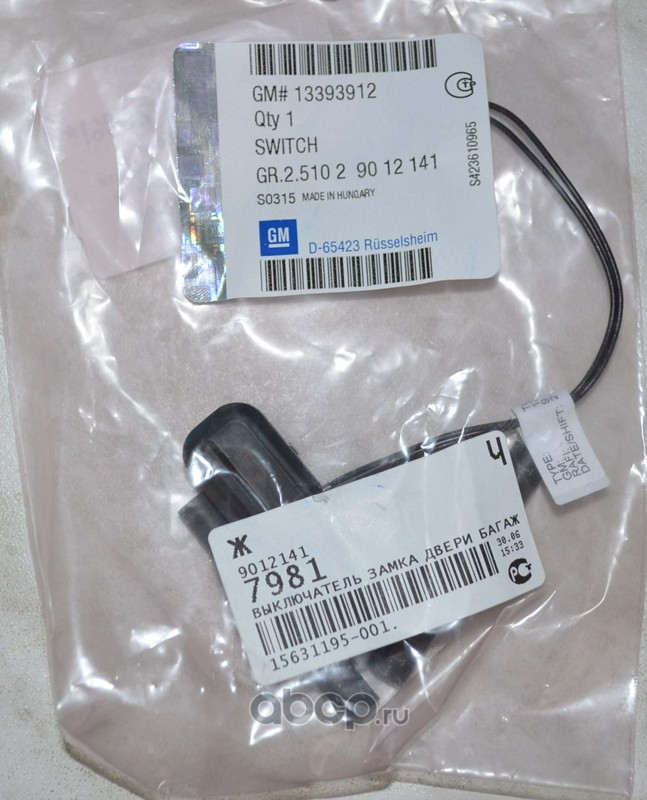 GM# 13393912
Qty 1
SWITCH
GR.2.510 2 90 12 141
S0315 MADE IN HUNGARY
GM D-65423 Rüsselsheim
S423610965
TYPE:
DATE/SHIFT:
Ч
Ж
9012141
7981
ВЫКЛЮЧАТЕЛЬ ЗАМКА ДВЕРИ БАГАЖ
30.06
15:33
15631195-001.
abcp.ru